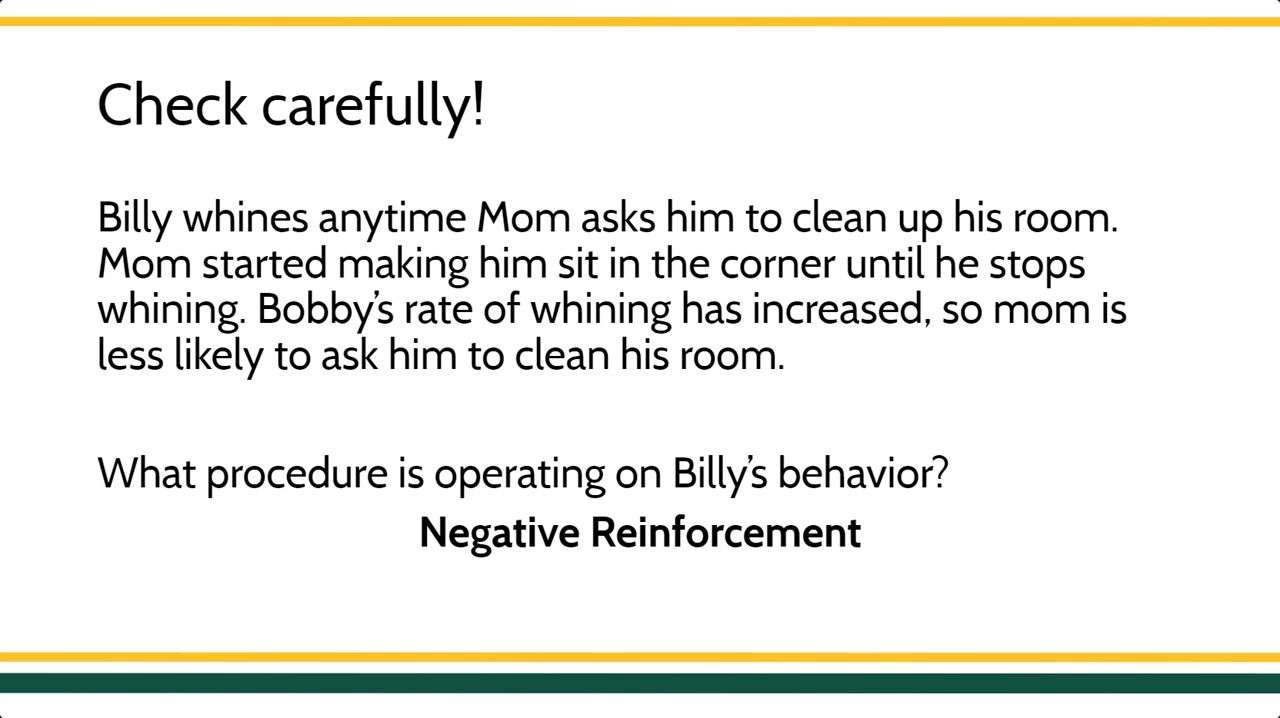 Check carefully!
Billy whines anytime Mom asks him to clean up his room.
Mom started making him sit in the corner until he stops
whining. Bobby’s rate of whining has increased, so mom is
less likely to ask him to clean his room.
What procedure is operating on Billy’s behavior?
Negative Reinforcement